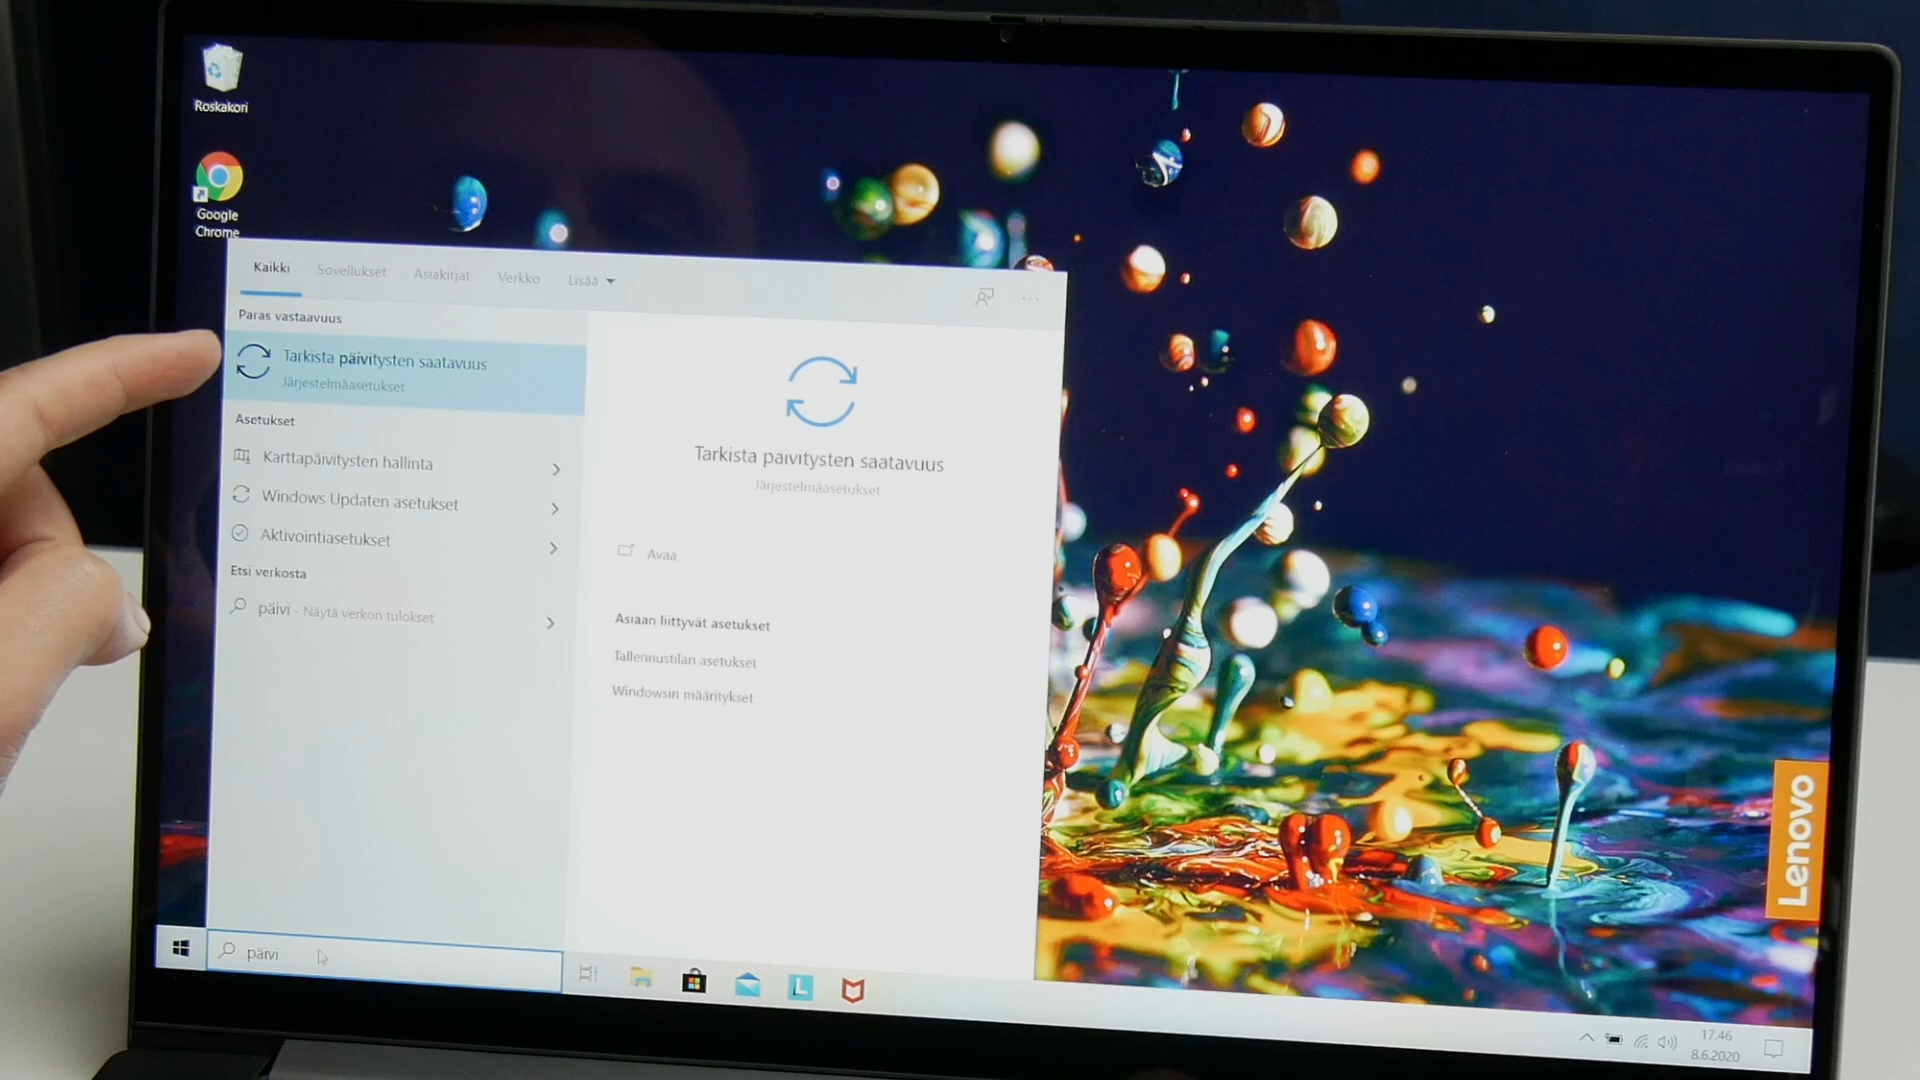 Roskakori
Google
Chrome
Kaikki Sovellukset Asiakirjat Verkko Lisää
Paras vastaavuus
Tarkista päivitysten saatavuus
Järjestelmäasetukset
Asetukset
Karttapäivitysten hallinta
Windows Updaten asetukset
Aktivointiasetukset
Etsi verkosta
päivi - Näytä verkon tulokset
Tarkista päivitysten saatavuus
Järjestelmäasetukset
Avaa
Asiaan liittyvät asetukset
Tallennustilan asetukset
Windowsin määritykset
Lenovo
päivi
L
17.46
8.6.2020